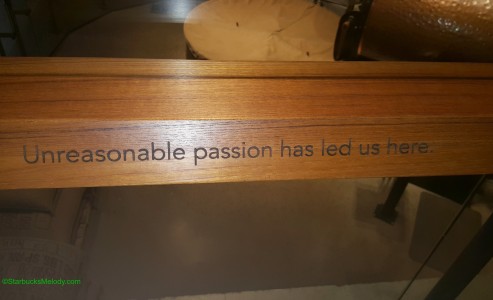 Unreasonable passion has led us here.
©StarbucksMelody.com